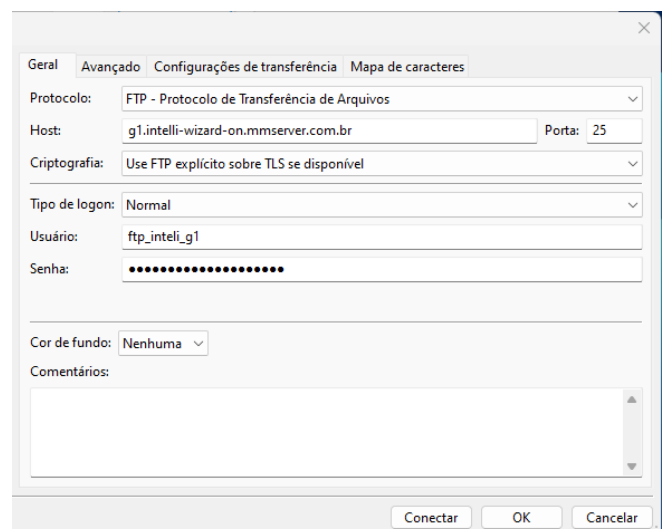 Geral Avançado Configurações de transferência Mapa de caracteres
Protocolo: FTP - Protocolo de Transferência de Arquivos
Host: g1.intelli-wizard-on.mmserver.com.br Porta: 25
Criptografia: Use FTP explícito sobre TLS se disponível
Tipo de logon: Normal
Usuário: ftp_inteli_g1
Senha: ••••••••••••••••••••
Cor de fundo: Nenhuma
Comentários:
Conectar OK Cancelar